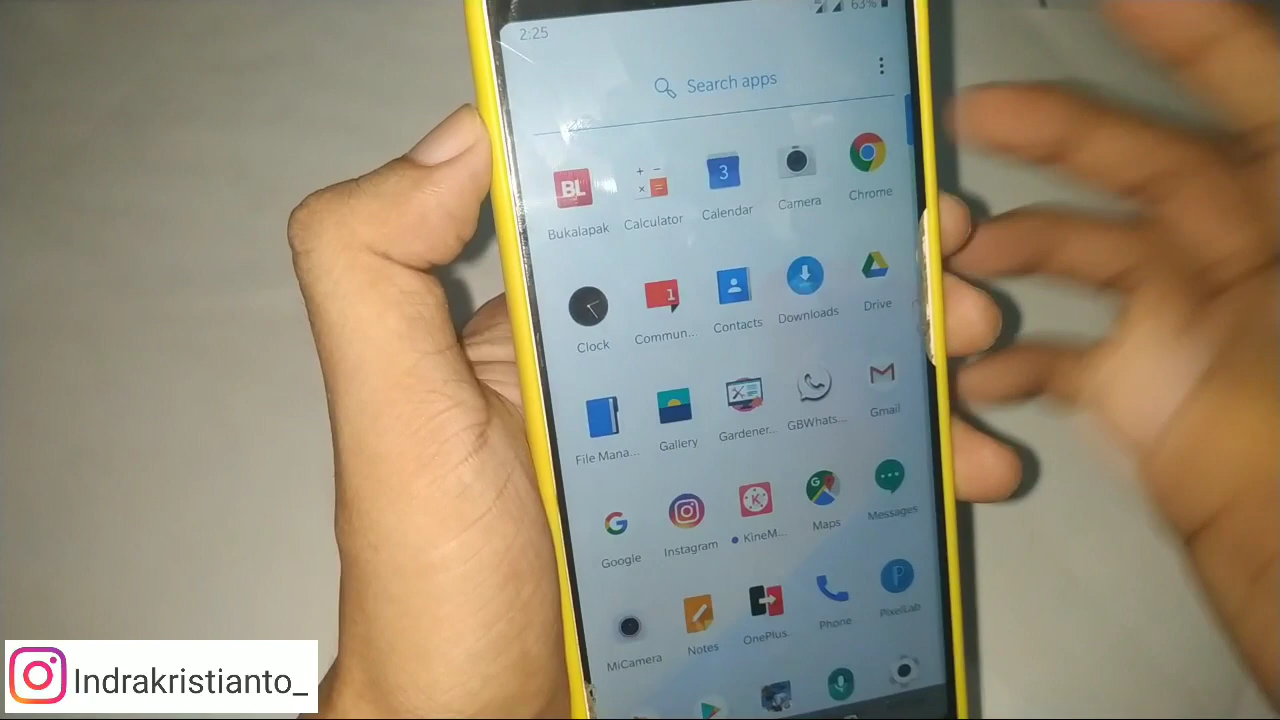 2:25
63%
Search apps
BL
3
Bukalapak Calculator Calendar Camera Chrome
1
Clock Commun... Contacts Downloads Drive
File Mana... Gallery Gardener... GBWhats... Gmail
Google Instagram KineM... Maps Messages
MiCamera Notes OnePlus Phone PixelLab
Indrakristianto_